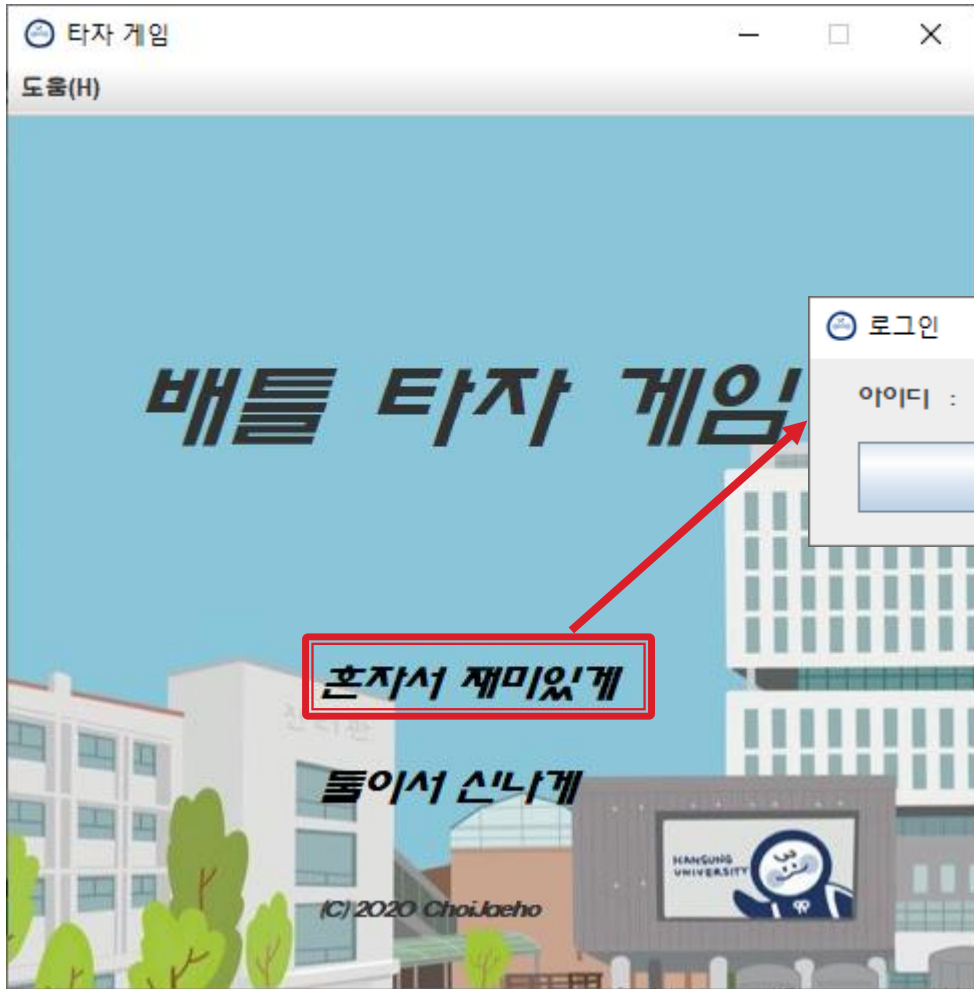 타자 게임
도움(H)
배틀 타자 게임
로그인
아이디 :
혼자서 재미있게
둘이서 신나게
HANSUNG
UNIVERSITY
(C) 2020 ChoiJaeho